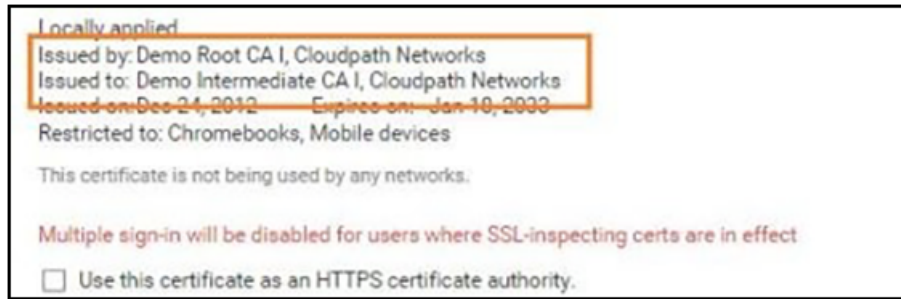 Locally applied
Issued by: Demo Root CA I, Cloudpath Networks
Issued to: Demo Intermediate CA I, Cloudpath Networks
Issued on: Dec 24, 2012 Expires on: Jan 18, 2033
Restricted to: Chromebooks, Mobile devices
This certificate is not being used by any networks.
Multiple sign-in will be disabled for users where SSL-inspecting certs are in effect
Use this certificate as an HTTPS certificate authority.